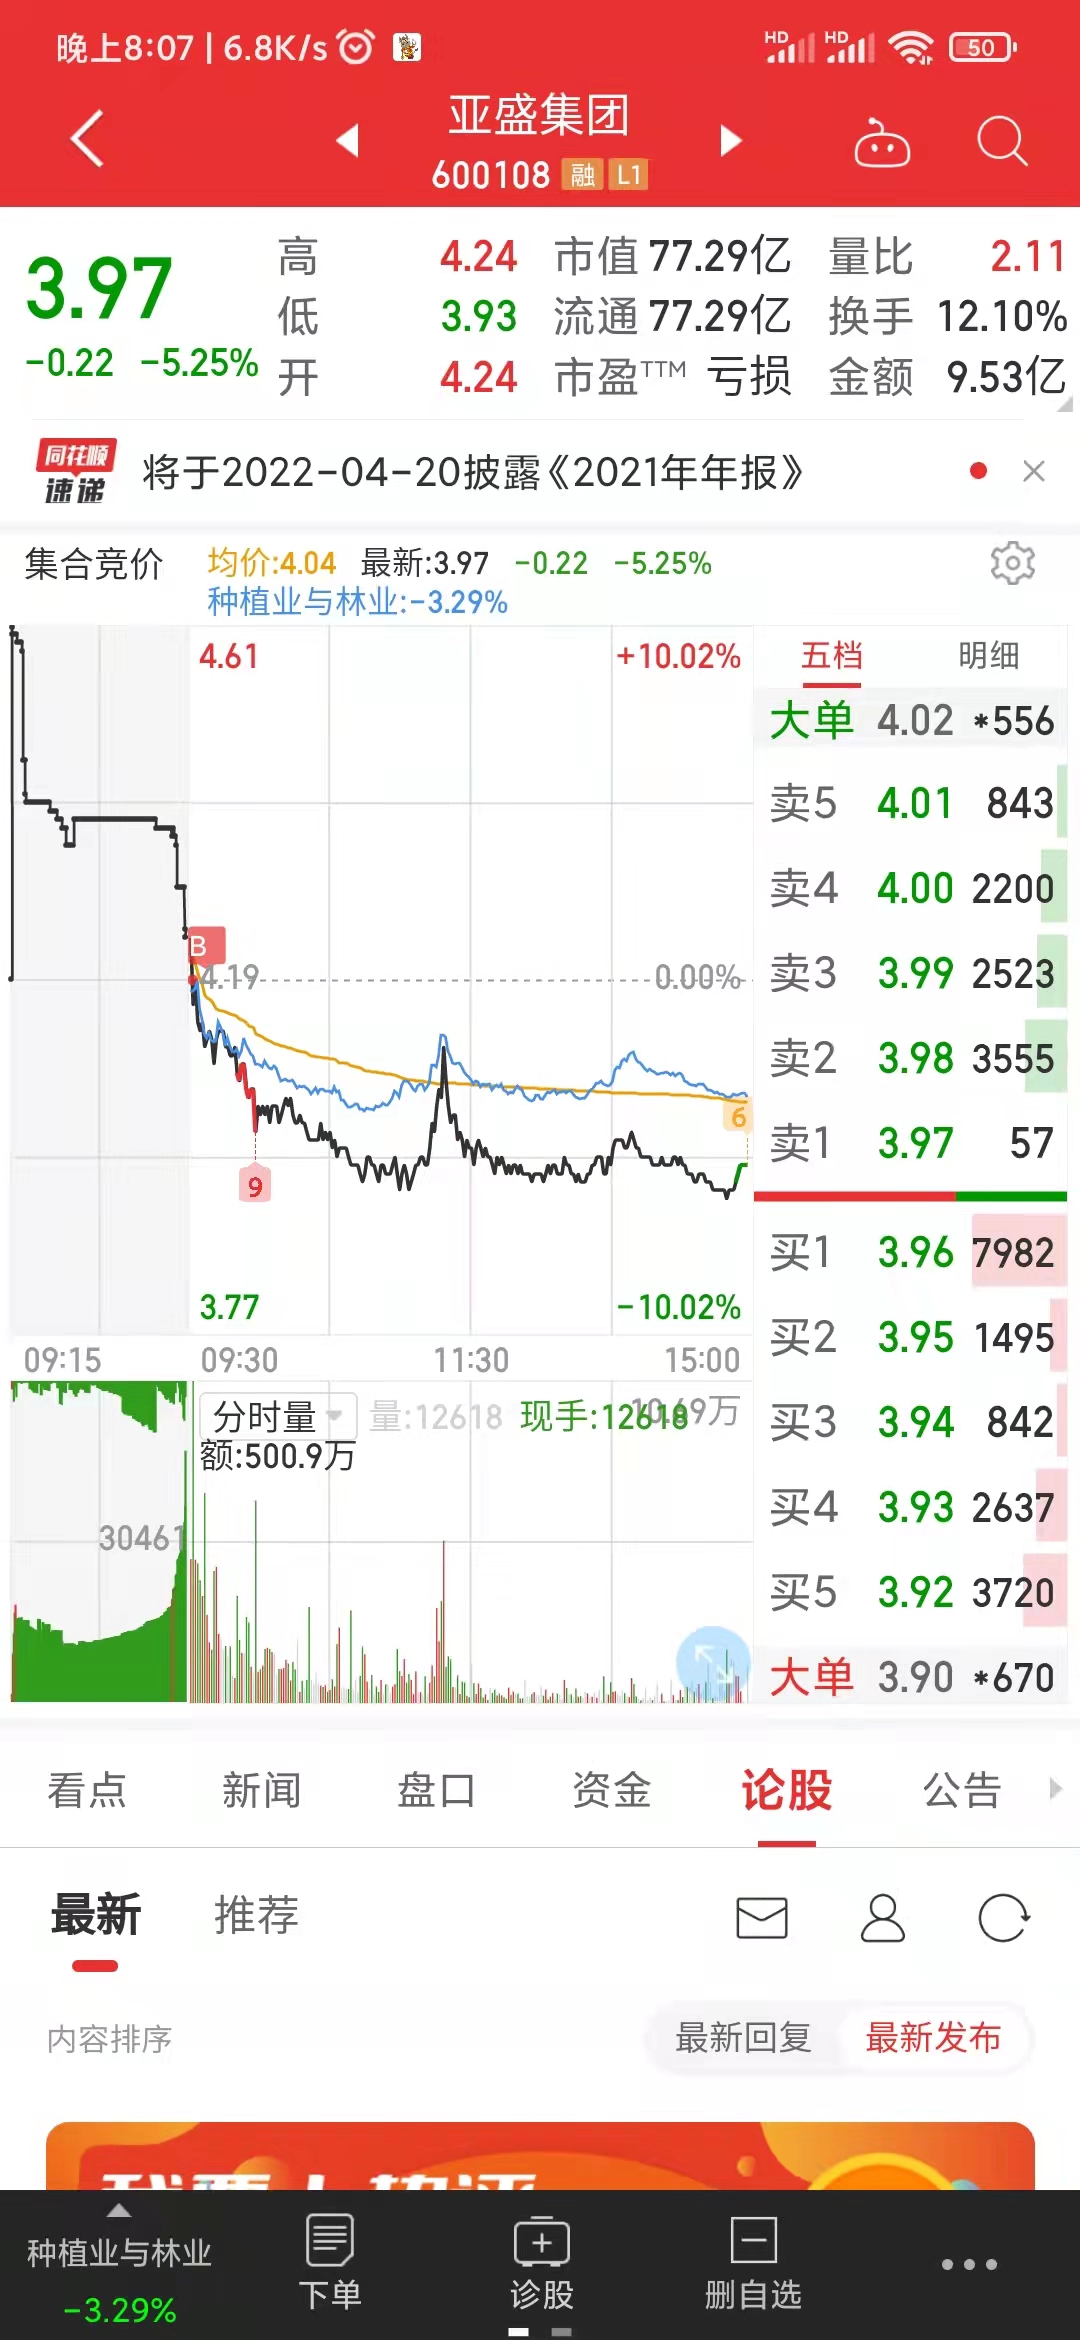 晚上8:07 | 6.8K/s HD HD 50
亚盛集团
600108 融 L1
3.97
-0.22 -5.25%
高 4.24 市值 77.29亿 量比 2.11
低 3.93 流通 77.29亿 换手 12.10%
开 4.24 市盈TTM 亏损 金额 9.53亿
同花顺
速递
将于2022-04-20披露《2021年年报》
集合竞价 均价:4.04 最新:3.97 -0.22 -5.25%
种植业与林业:-3.29%
4.61 +10.02%
B
4.19 0.00%
6
9
3.77 -10.02%
09:15 09:30 11:30 15:00
分时量 量:12618 现手:12618 10.69万
额:500.9万
30461
五档 明细
大单 4.02 *556
卖5 4.01 843
卖4 4.00 2200
卖3 3.99 2523
卖2 3.98 3555
卖1 3.97 57
买1 3.96 7982
买2 3.95 1495
买3 3.94 842
买4 3.93 2637
买5 3.92 3720
大单 3.90 *670
看点 新闻 盘口 资金 论股 公告
最新 推荐
内容排序 最新回复 最新发布
我要上热评
种植业与林业
-3.29%
下单 诊股 删自选